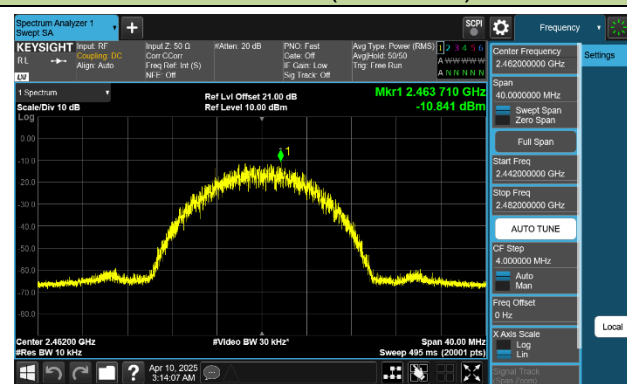 Spectrum Analyzer 1
Swept SA
SCPI
Frequency
KEYSIGHT
RL
Input: RF
Coupling: DC
Align: Auto
Input Z: 50 Ω
Corr CCorr
Freq Ref: Int (S)
NFE: Off
#Atten: 20 dB
PNO: Fast
Gate: Off
IF Gain: Low
Sig Track: Off
Avg Type: Power (RMS)
Avg|Hold: 50/50
Trig: Free Run
1 2 3 4 5 6
A W W W W W
A N N N N N
1 Spectrum
Scale/Div 10 dB
Log
Ref Lvl Offset 21.00 dB
Ref Level 10.00 dBm
Mkr1 2.463 710 GHz
-10.841 dBm
1
0.00
-10.0
-20.0
-30.0
-40.0
-50.0
-60.0
-70.0
-80.0
Center 2.46200 GHz
#Res BW 10 kHz
#Video BW 30 kHz*
Span 40.00 MHz
Sweep 495 ms (20001 pts)
Center Frequency
2.462000000 GHz
Settings
Span
40.0000000 MHz
Swept Span
Zero Span
Full Span
Start Freq
2.442000000 GHz
Stop Freq
2.482000000 GHz
AUTO TUNE
CF Step
4.000000 MHz
Auto
Man
Freq Offset
0 Hz
X Axis Scale
Log
Lin
Local
Signal Track
(Span Zoom)
?
Apr 10, 2025
3:14:07 AM